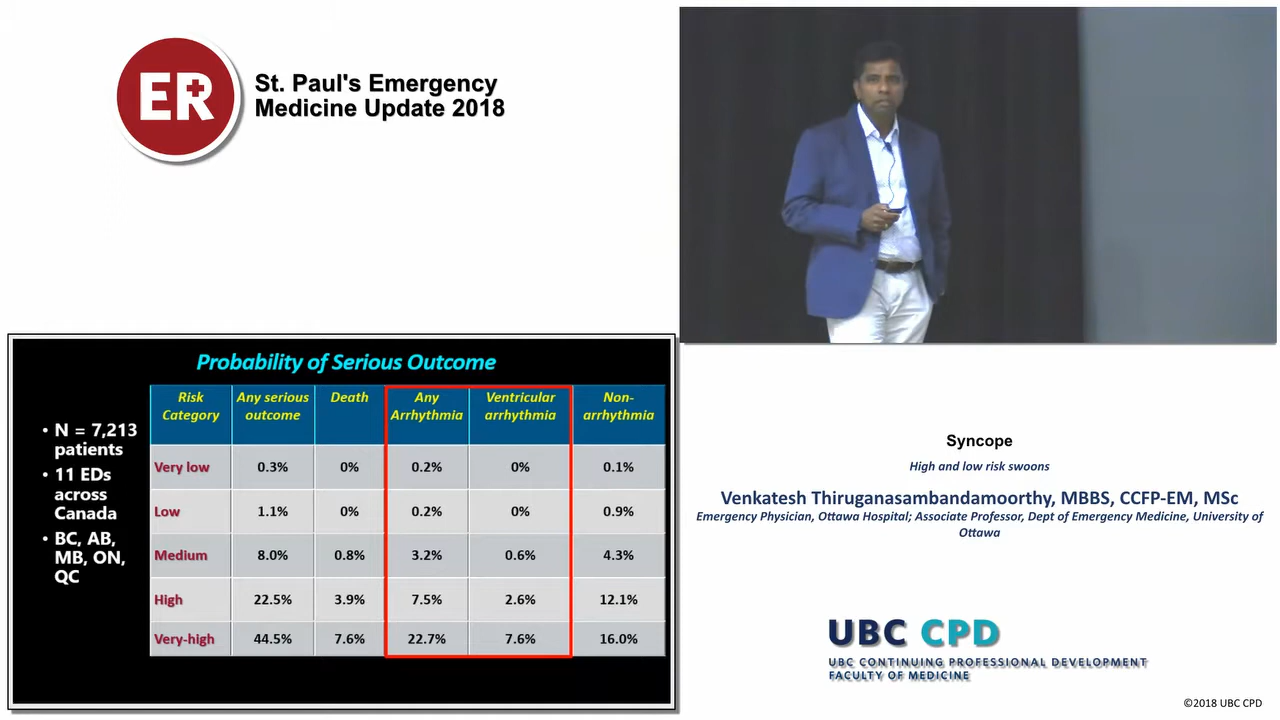 ER
St. Paul's Emergency
Medicine Update 2018
Probability of Serious Outcome
• N = 7,213
patients
• 11 EDs
across
Canada
• BC, AB,
MB, ON,
QC
Risk Category Any serious outcome Death Any Arrhythmia Ventricular arrhythmia Non-arrhythmia
Very low 0.3% 0% 0.2% 0% 0.1%
Low 1.1% 0% 0.2% 0% 0.9%
Medium 8.0% 0.8% 3.2% 0.6% 4.3%
High 22.5% 3.9% 7.5% 2.6% 12.1%
Very-high 44.5% 7.6% 22.7% 7.6% 16.0%
Syncope
High and low risk swoons
Venkatesh Thiruganasambandamoorthy, MBBS, CCFP-EM, MSc
Emergency Physician, Ottawa Hospital; Associate Professor, Dept of Emergency Medicine, University of
Ottawa
UBC CPD
UBC CONTINUING PROFESSIONAL DEVELOPMENT
FACULTY OF MEDICINE
©2018 UBC CPD